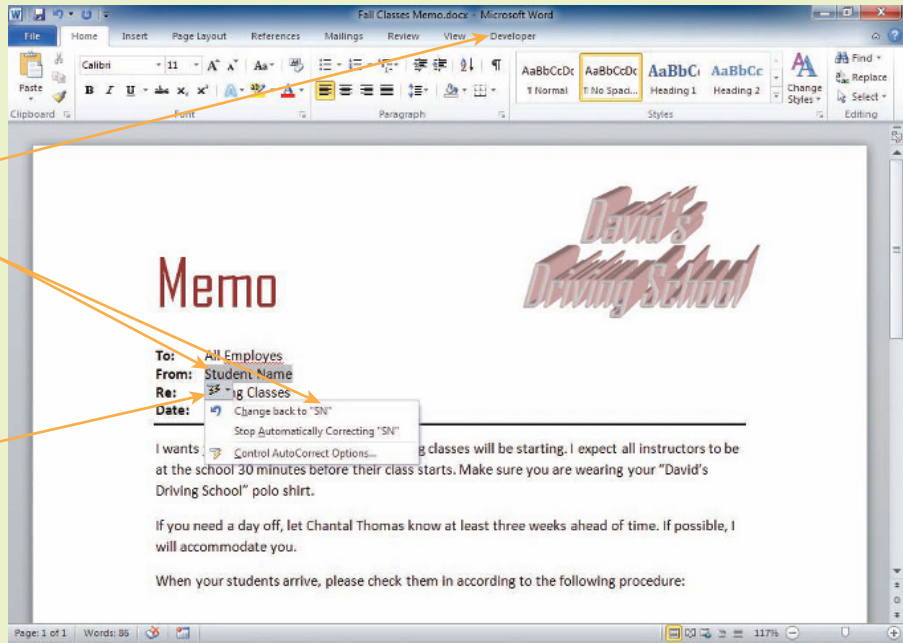 Fall Classes Memo.docx - Microsoft Word
File Home Insert Page Layout References Mailings Review View Developer
Calibri 11 A A Aa
Find
Paste
B I U abc x, x² A ab A
AaBbCcDc AaBbCcDc AaBbCc AaBbCc
Replace
¶ Normal ¶ No Spaci... Heading 1 Heading 2
Change Styles
Select
Clipboard Font Paragraph Styles Editing
David's
Driving School
Memo
To: All Employes
From: Student Name
Re: g Classes
Date:
Change back to "SN"
Stop Automatically Correcting "SN"
Control AutoCorrect Options...
I wants g classes will be starting. I expect all instructors to be
at the school 30 minutes before their class starts. Make sure you are wearing your "David's
Driving School" polo shirt.
If you need a day off, let Chantal Thomas know at least three weeks ahead of time. If possible, I
will accommodate you.
When your students arrive, please check them in according to the following procedure:
Page: 1 of 1 Words: 86 117%